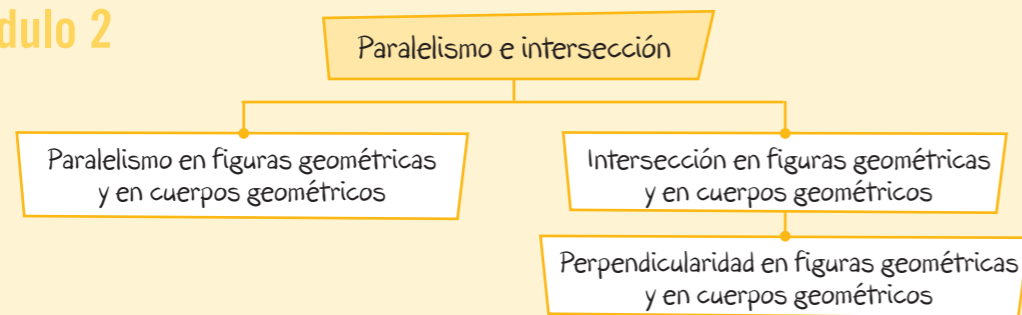 dulo 2
Paralelismo e intersección
Paralelismo en figuras geométricas
y en cuerpos geométricos
Intersección en figuras geométricas
y en cuerpos geométricos
Perpendicularidad en figuras geométricas
y en cuerpos geométricos